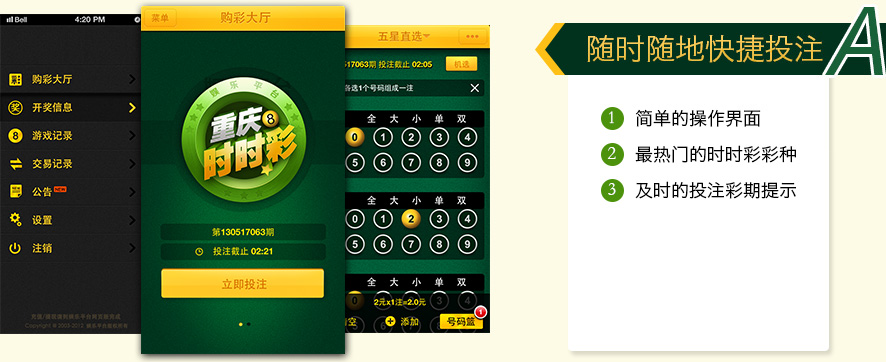 Bell 4:20 PM
购彩大厅
开奖信息
游戏记录
交易记录
公告 NEW
设置
注销
菜单 购彩大厅
娱乐平台
重庆
8
时时彩
第130517063期
投注截止 02:21
立即投注
五星直选
517063期 投注截止 02:05 机选
各选1个号码组成一注
全 大 小 单 双
0 1 2 3 4
5 6 7 8 9
全 大 小 单 双
0 1 2 3 4
5 6 7 8 9
全 大 小 单 双
0 1 2 3 4
2元x1注=2.0元
添加 号码篮 1
随时随地快捷投注 A
1 简单的操作界面
2 最热门的时时彩彩种
3 及时的投注彩期提示